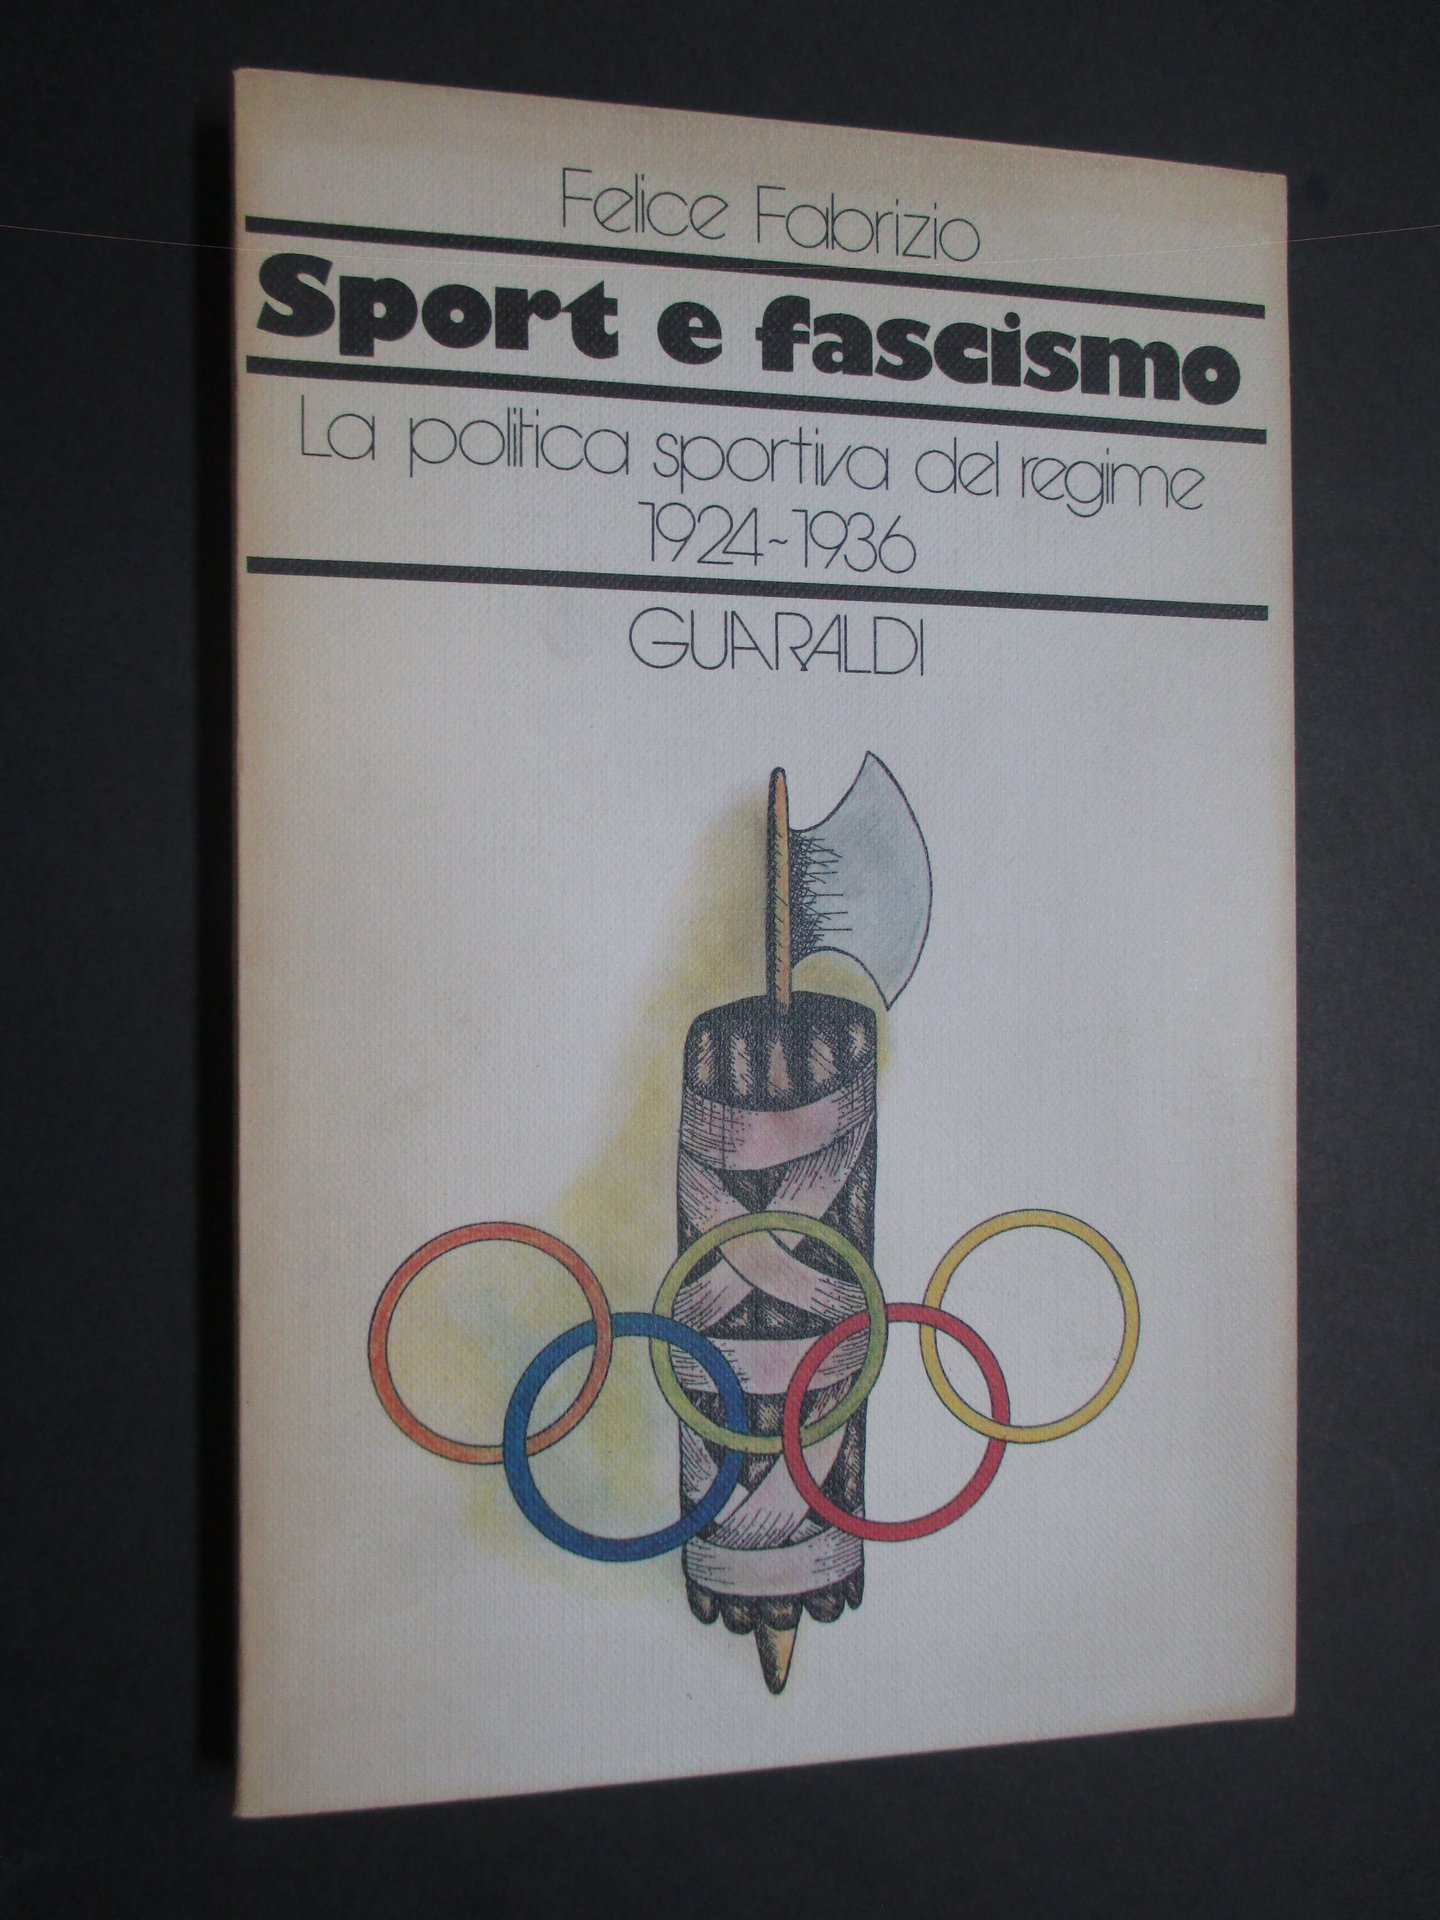 Felice Fabrizio
Sport e fascismo
La politica sportiva del regime
1924~1936
GUARALDI